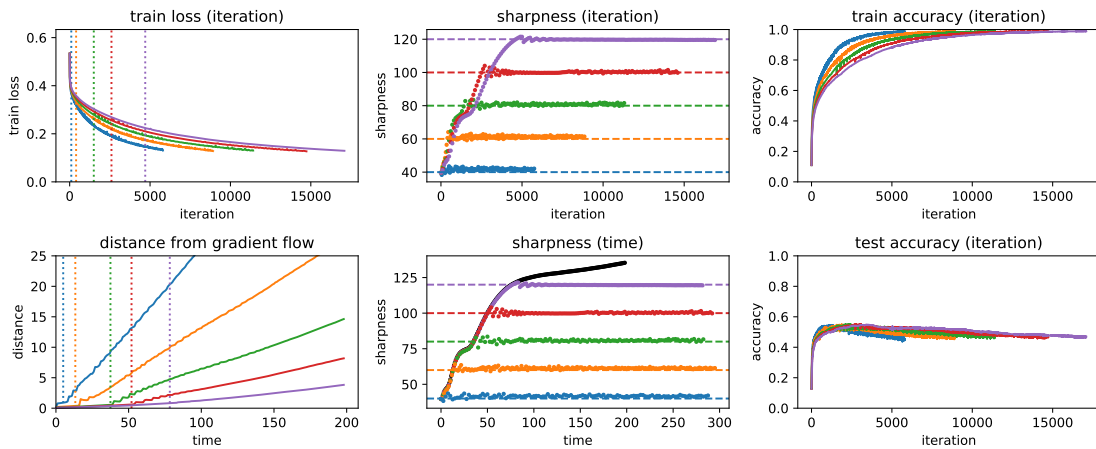 train loss (iteration)
0.6
0.4
0.2
0.0
train loss
0 5000 10000 15000
iteration
sharpness (iteration)
120
100
80
60
40
sharpness
0 5000 10000 15000
iteration
train accuracy (iteration)
1.0
0.8
0.6
0.4
0.2
0.0
accuracy
0 5000 10000 15000
iteration
distance from gradient flow
25
20
15
10
5
0
distance
0 50 100 150 200
time
sharpness (time)
125
100
75
50
sharpness
0 50 100 150 200 250 300
time
test accuracy (iteration)
1.0
0.8
0.6
0.4
0.2
0.0
accuracy
0 5000 10000 15000
iteration